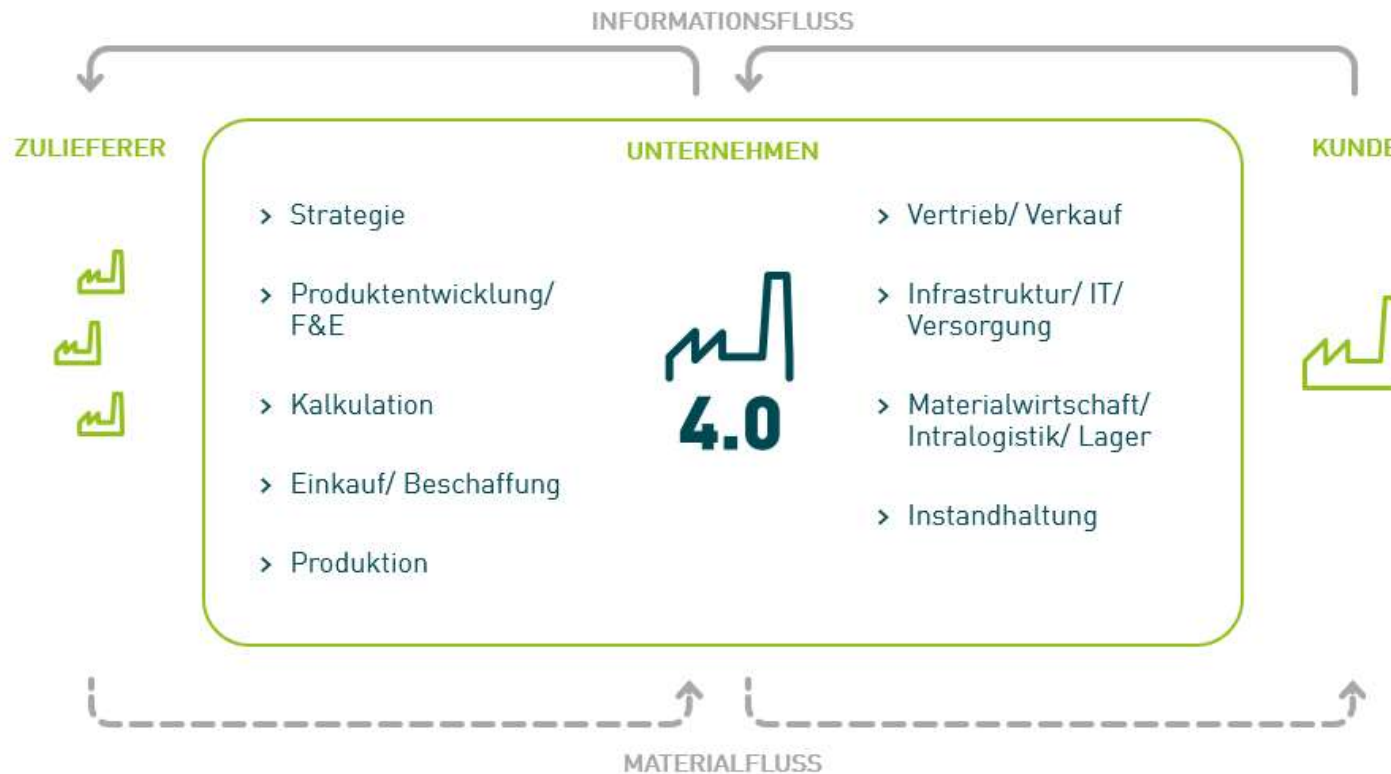 INFORMATIONSFLUSS
ZULIEFERER
UNTERNEHMEN
KUNDE
> Strategie
> Produktentwicklung/
F&E
> Kalkulation
> Einkauf/ Beschaffung
> Produktion
4.0
> Vertrieb/ Verkauf
> Infrastruktur/ IT/
Versorgung
> Materialwirtschaft/
Intralogistik/ Lager
> Instandhaltung
MATERIALFLUSS